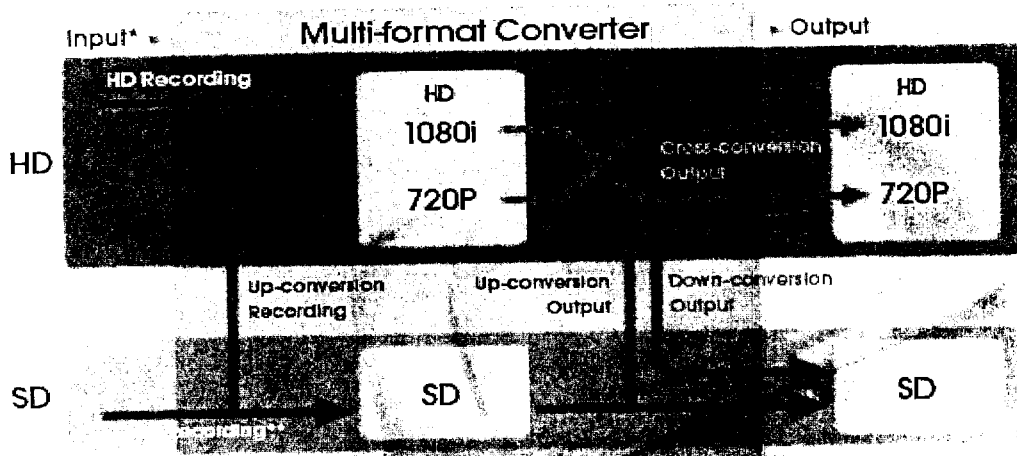 Input* Multi-format Converter Output
HD Recording
HD
HD
1080i
1080i
HD
Cross-conversion
Output
720P
720P
Up-conversion
Recording
Up-conversion
Output
Down-conversion
Output
SD
SD
SD